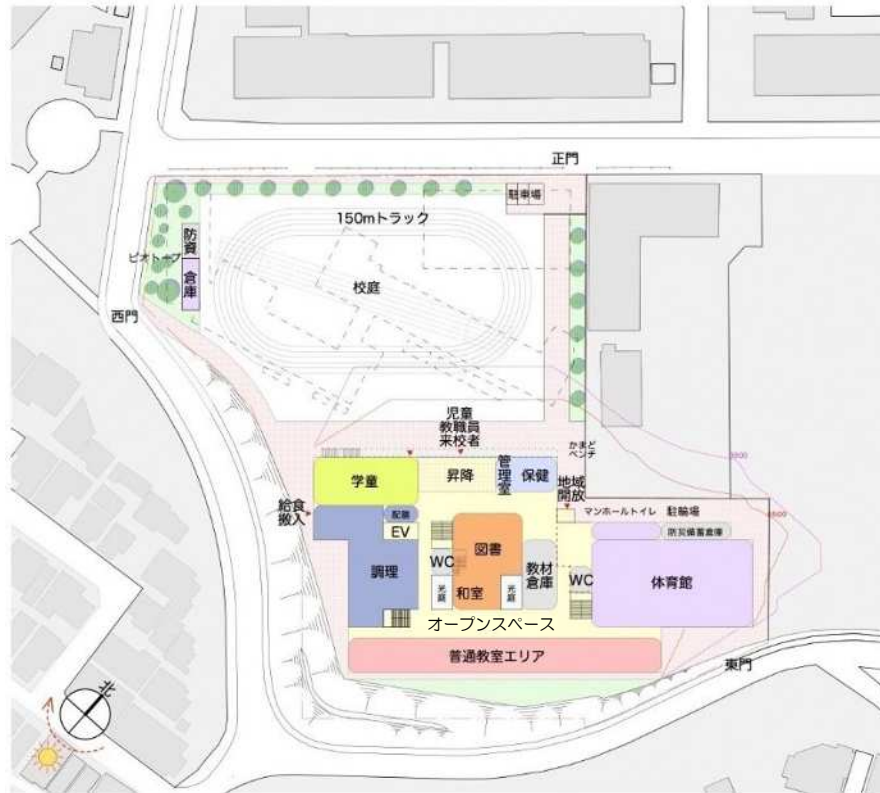 正門
駐車場
150mトラック
防資
ビオトープ
倉庫
校庭
西門
児童
教職員
来校者
かまど
ベンチ
学童
昇降
管理室
保健
地域
開放
給食
搬入
配膳
EV
マンホールトイレ
駐輪場
防災備蓄倉庫
図書
調理
WC
教材
倉庫
WC
体育館
光庭
和室
光庭
オープンスペース
普通教室エリア
東門
北